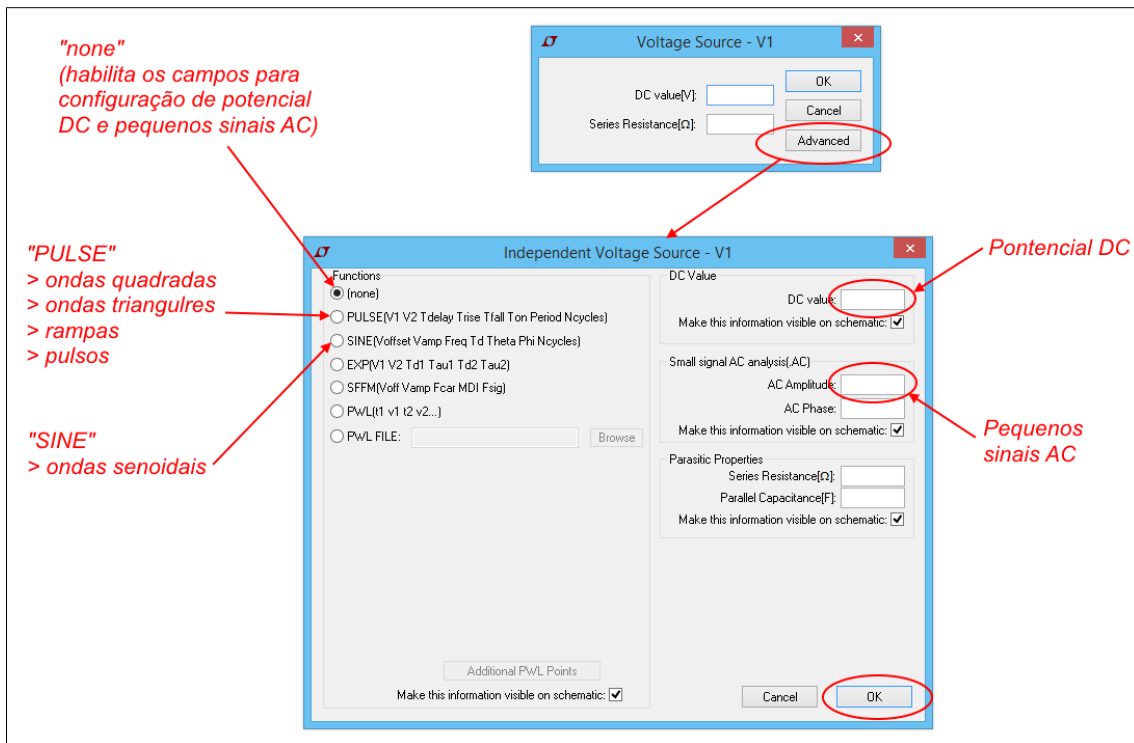 "none"
(habilita os campos para
configuração de potencial
DC e pequenos sinais AC)
Voltage Source - V1
DC value[V]:
Series Resistance[Ω]:
OK
Cancel
Advanced
"PULSE"
> ondas quadradas
> ondas triangulres
> rampas
> pulsos
"SINE"
> ondas senoidais
Independent Voltage Source - V1
Functions
(none)
PULSE(V1 V2 Tdelay Trise Tfall Ton Period Ncycles)
SINE(Voffset Vamp Freq Td Theta Phi Ncycles)
EXP(V1 V2 Td1 Tau1 Td2 Tau2)
SFFM(Voff Vamp Fcar MDI Fsig)
PWL(t1 v1 t2 v2...)
PWL FILE:
Browse
Additional PWL Points
Make this information visible on schematic:
DC Value
DC value:
Make this information visible on schematic:
Small signal AC analysis(.AC)
AC Amplitude:
AC Phase:
Make this information visible on schematic:
Parasitic Properties
Series Resistance[Ω]:
Parallel Capacitance[F]:
Make this information visible on schematic:
Cancel
OK
Pontencial DC
Pequenos
sinais AC